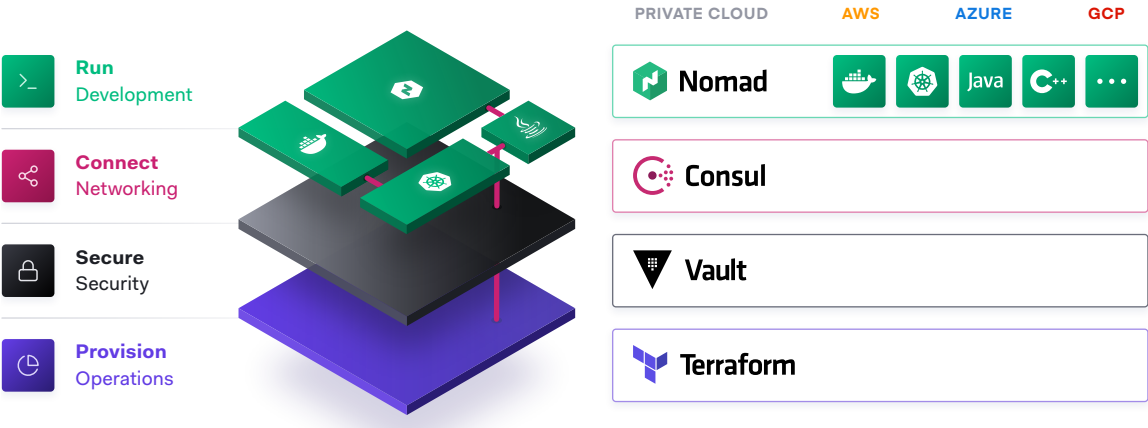 PRIVATE CLOUD AWS AZURE GCP
Run
Development
Nomad
Java
C++
Connect
Networking
Consul
Secure
Security
Vault
Provision
Operations
Terraform